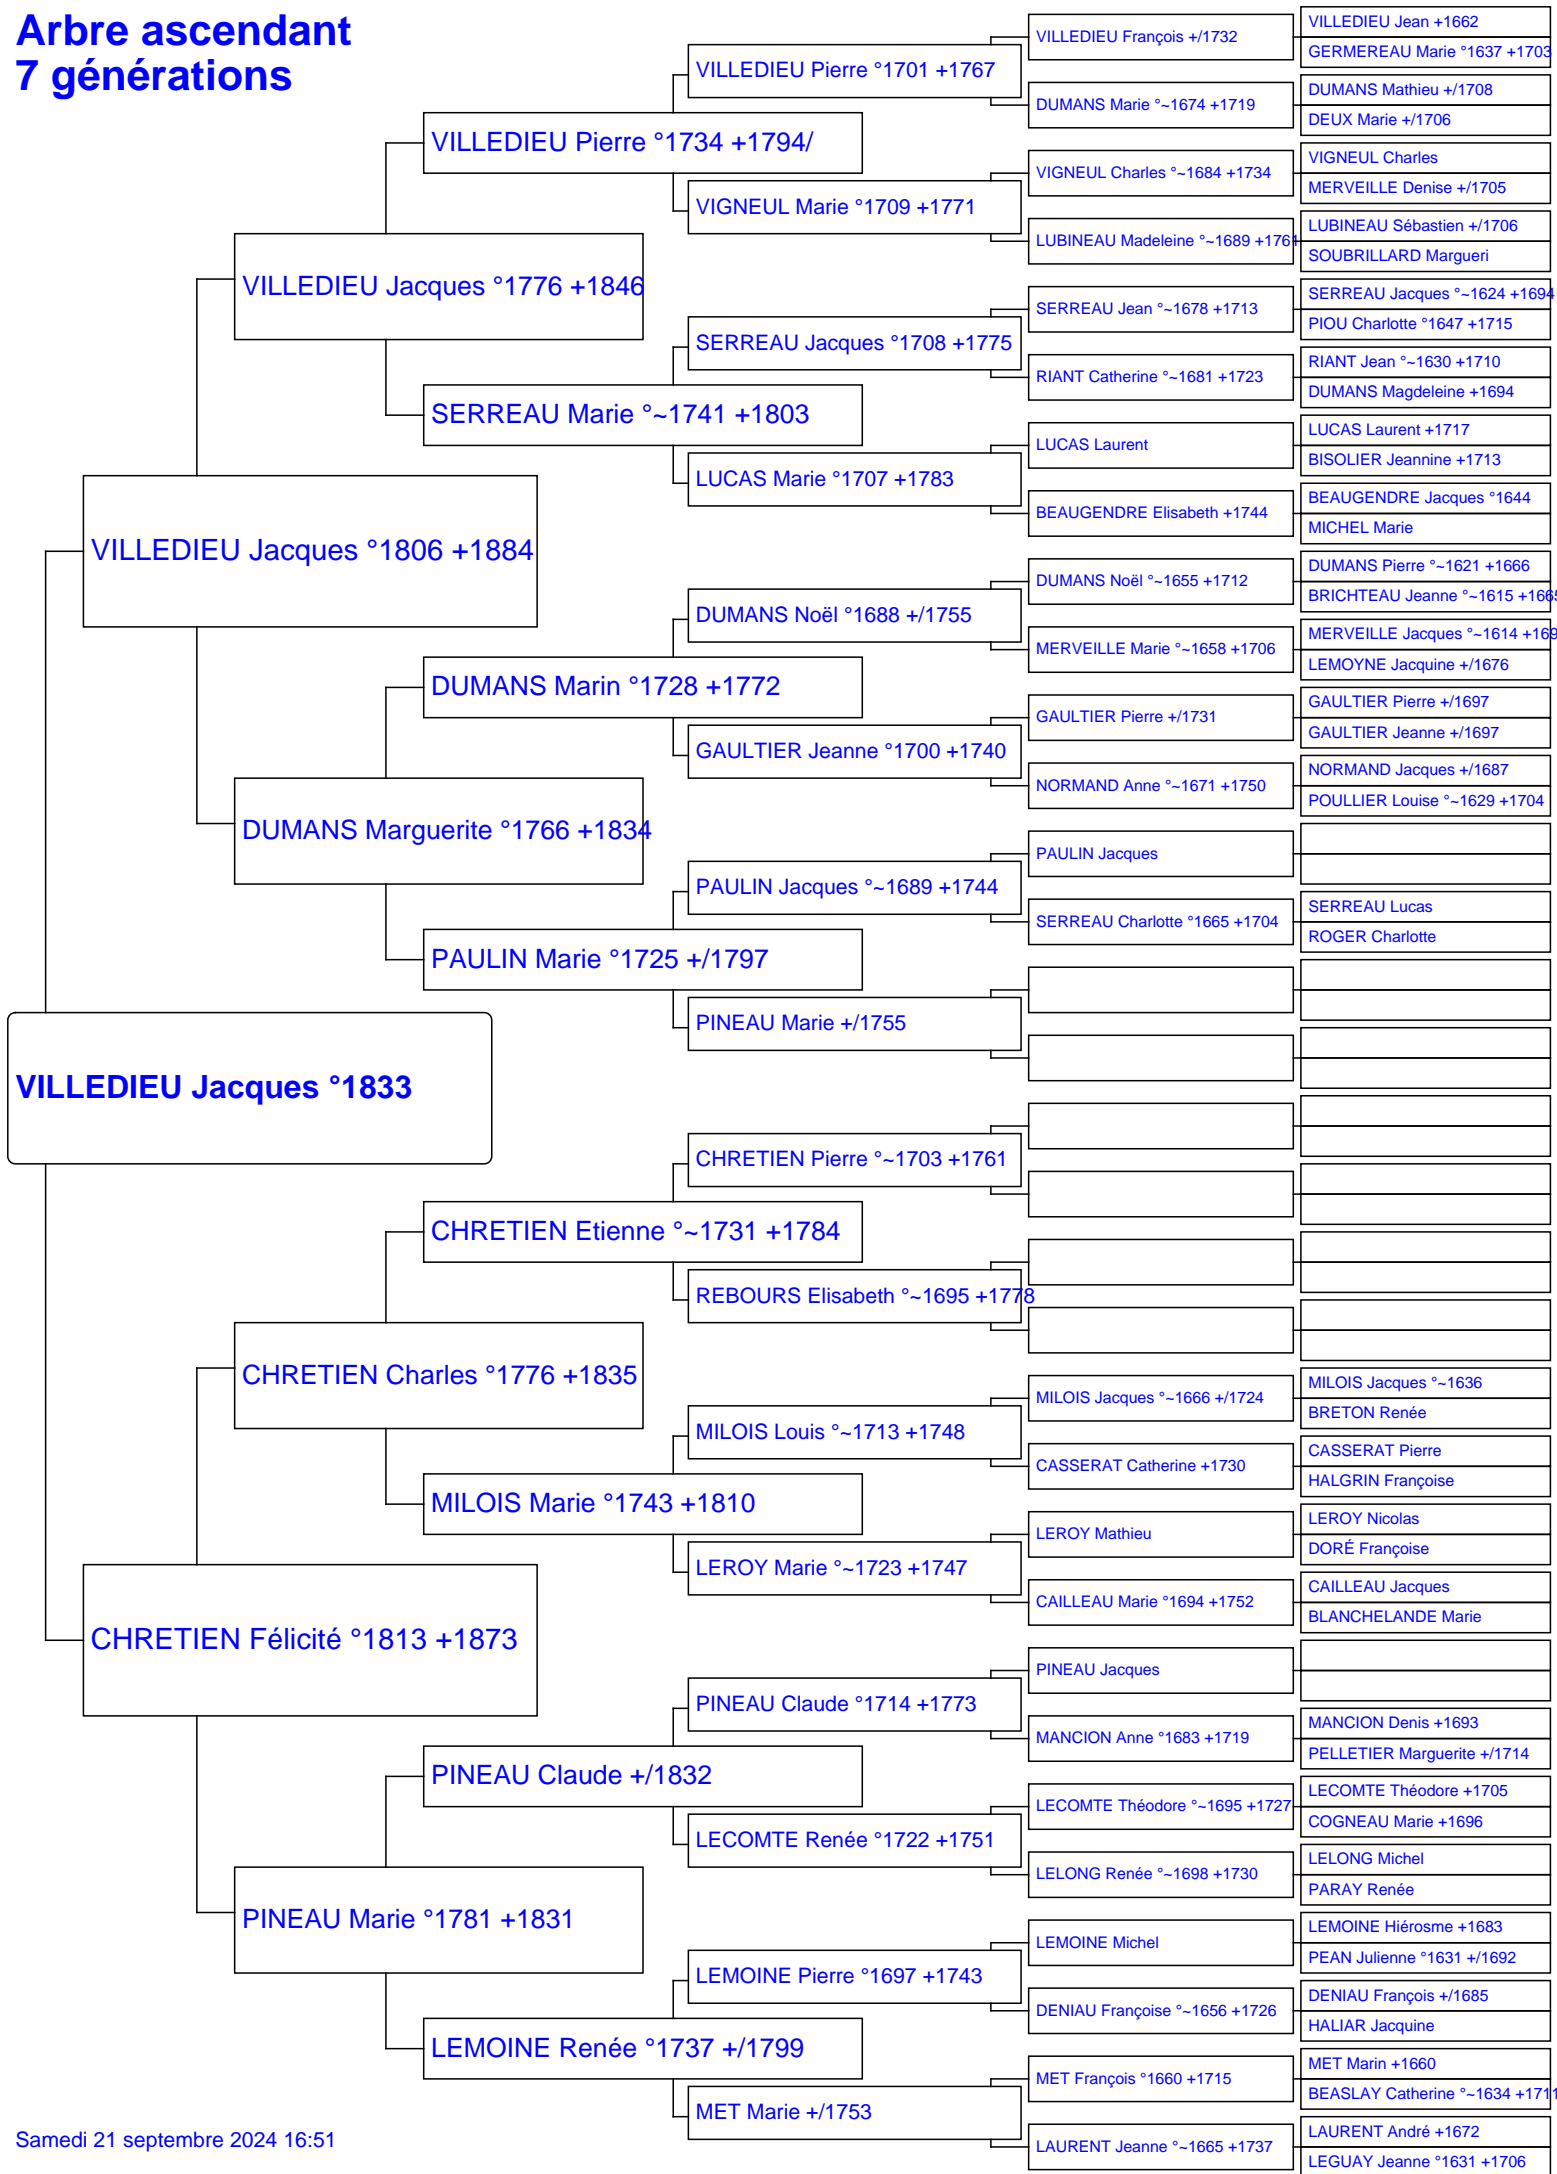 Arbre ascendant
7 générations
VILLEDIEU Jacques °1833
VILLEDIEU Jacques °1806 +1884
CHRETIEN Félicité °1813 +1873
VILLEDIEU Jacques °1776 +1846
DUMANS Marguerite °1766 +1834
CHRETIEN Charles °1776 +1835
PINEAU Marie °1781 +1831
VILLEDIEU Pierre °1734 +1794/
SERREAU Marie °~1741 +1803
DUMANS Marin °1728 +1772
PAULIN Marie °1725 +/1797
CHRETIEN Etienne °~1731 +1784
MILOIS Marie °1743 +1810
PINEAU Claude +/1832
LEMOINE Renée °1737 +/1799
VILLEDIEU Pierre °1701 +1767
VIGNEUL Marie °1709 +1771
SERREAU Jacques °1708 +1775
LUCAS Marie °1707 +1783
DUMANS Noël °1688 +/1755
GAULTIER Jeanne °1700 +1740
PAULIN Jacques °~1689 +1744
PINEAU Marie +/1755
CHRETIEN Pierre °~1703 +1761
REBOURS Elisabeth °~1695 +1778
MILOIS Louis °~1713 +1748
LEROY Marie °~1723 +1747
PINEAU Claude °1714 +1773
LECOMTE Renée °1722 +1751
LEMOINE Pierre °1697 +1743
MET Marie +/1753
VILLEDIEU François +/1732
DUMANS Marie °~1674 +1719
VIGNEUL Charles °~1684 +1734
LUBINEAU Madeleine °~1689 +1761
SERREAU Jean °~1678 +1713
RIANT Catherine °~1681 +1723
LUCAS Laurent
BEAUGENDRE Elisabeth +1744
DUMANS Noël °~1655 +1712
MERVEILLE Marie °~1658 +1706
GAULTIER Pierre +/1731
NORMAND Anne °~1671 +1750
PAULIN Jacques
SERREAU Charlotte °1665 +1704
MILOIS Jacques °~1666 +/1724
CASSERAT Catherine +1730
LEROY Mathieu
CAILLEAU Marie °1694 +1752
PINEAU Jacques
MANCION Anne °1683 +1719
LECOMTE Théodore °~1695 +1727
LELONG Renée °~1698 +1730
LEMOINE Michel
DENIAU Françoise °~1656 +1726
MET François °1660 +1715
LAURENT Jeanne °~1665 +1737
VILLEDIEU Jean +1662
GERMEREAU Marie °1637 +1703
DUMANS Mathieu +/1708
DEUX Marie +/1706
VIGNEUL Charles
MERVEILLE Denise +/1705
LUBINEAU Sébastien +/1706
SOUBRILLARD Margueri
SERREAU Jacques °~1624 +1694
PIOU Charlotte °1647 +1715
RIANT Jean °~1630 +1710
DUMANS Magdeleine +1694
LUCAS Laurent +1717
BISOLIER Jeannine +1713
BEAUGENDRE Jacques °1644
MICHEL Marie
DUMANS Pierre °~1621 +1666
BRICHTEAU Jeanne °~1615 +1665
MERVEILLE Jacques °~1614 +169
LEMOYNE Jacquine +/1676
GAULTIER Pierre +/1697
GAULTIER Jeanne +/1697
NORMAND Jacques +/1687
POULLIER Louise °~1629 +1704
SERREAU Lucas
ROGER Charlotte
MILOIS Jacques °~1636
BRETON Renée
CASSERAT Pierre
HALGRIN Françoise
LEROY Nicolas
DORÉ Françoise
CAILLEAU Jacques
BLANCHELANDE Marie
MANCION Denis +1693
PELLETIER Marguerite +/1714
LECOMTE Théodore +1705
COGNEAU Marie +1696
LELONG Michel
PARAY Renée
LEMOINE Hiérosme +1683
PEAN Julienne °1631 +/1692
DENIAU François +/1685
HALIAR Jacquine
MET Marin +1660
BEASLAY Catherine °~1634 +1711
LAURENT André +1672
LEGUAY Jeanne °1631 +1706
Samedi 21 septembre 2024 16:51